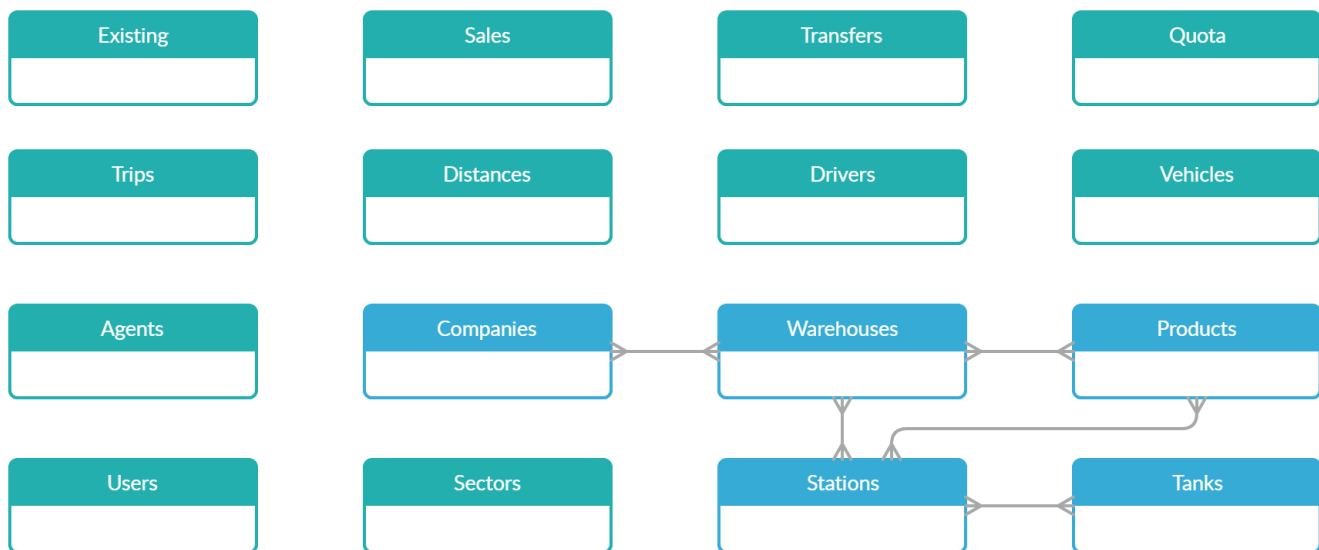 Existing
Sales
Transfers
Quota
Trips
Distances
Drivers
Vehicles
Agents
Companies
Warehouses
Products
Users
Sectors
Stations
Tanks